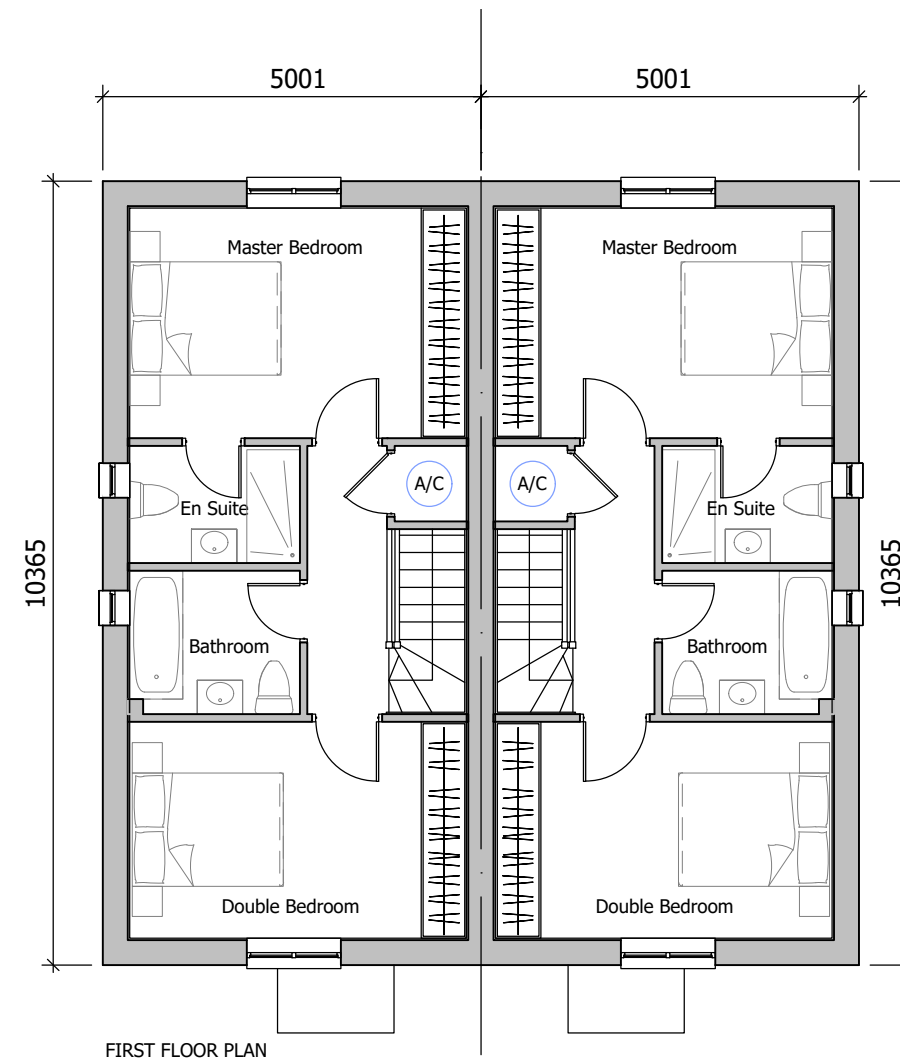 5001 5001
Master Bedroom Master Bedroom
A/C A/C
En Suite En Suite
10365 10365
Bathroom Bathroom
Double Bedroom Double Bedroom
FIRST FLOOR PLAN